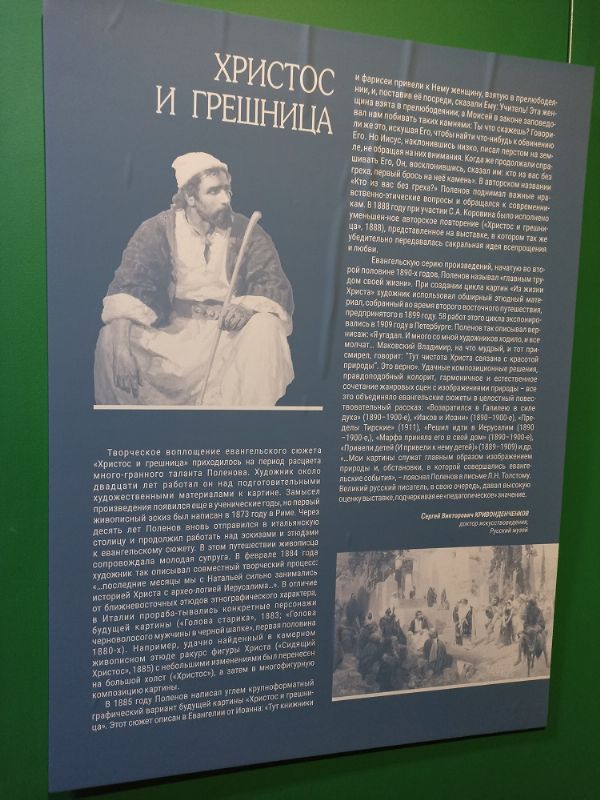 ХРИСТОС
И ГРЕШНИЦА
Творческое воплощение евангельского сюжета
«Христос и грешница» приходилось на период расцвета
много-гранного таланта Поленова. Художник около
двадцати лет работал он над подготовительными
художественными материалами к картине. Замысел
произведения появился еще в ученические годы, но первый
живописный эскиз был написан в 1873 году в Риме. Через
десять лет Поленов вновь отправился в итальянскую
столицу и продолжил работать над эскизами и этюдами
к евангельскому сюжету. В этом путешествии живописца
сопровождала молодая супруга. В феврале 1884 года
художник так описывал совместный творческий процесс:
«...последние месяцы мы с Натальей сильно занимались
историей Христа с архео-логией Иерусалима...». В отличие
от ближневосточных этюдов этнографического характера,
в Италии прораба-тывались конкретные персонажи
будущей картины («Голова старика», 1883; «Голова
черноволосого мужчины в черной шапке», первая половина
1880-х). Например, удачно найденный в камерном
живописном этюде ракурс фигуры Христа («Сидящий
Христос», 1885) с небольшими изменениями был перенесен
на большой холст («Христос»), а затем в многофигурную
композицию картины.
В 1885 году Поленов написал углем крупноформатный
графический вариант будущей картины «Христос и грешни-
ца». Этот сюжет описан в Евангелии от Иоанна: «Тут книжники
и фарисеи привели к Нему женщину, взятую в прелюбодея-
нии, и, поставив её посреди, сказали Ему: Учитель! Эта жен-
щина взята в прелюбодеянии; а Моисей в законе заповедо-
вал нам побивать таких камнями: Ты что скажешь? Говори-
ли же это, искушая Его, чтобы найти что-нибудь к обвинению
Его. Но Иисус, наклонившись низко, писал перстом на зем-
ле, не обращая на них внимания. Когда же продолжали спра-
шивать Его, Он, восклонившись, сказал им: кто из вас без
греха, первый брось на неё камень». В авторском названии
«Кто из вас без греха?» Поленов поднимал важные нра-
вственно-этические вопросы и обращался к современни-
кам. В 1888 году при участии С.А. Коровина было исполнено
уменьшен-ное авторское повторение («Христос и грешни-
ца», 1888), представленное на выставке, в котором так же
убедительно передавалась сакральная идея всепрощения
и любви.
Евангельскую серию произведений, начатую во вто-
рой половине 1890-х годов, Поленов называл «главным тру-
дом своей жизни». При создании цикла картин «Из жизни
Христа» художник использовал обширный этюдный мате-
риал, собранный во время второго восточного путешествия,
предпринятого в 1899 году. 58 работ этого цикла экспониро-
вались в 1909 году в Петербурге. Поленов так описывал вер-
нисаж: «Я угадал. И много со мной художников ходило, и все
молчат... Маковский Владимир, на что мудрый, и тот при-
смирел, говорит: "Тут чистота Христа связана с красотой
природы". Это верно». Удачные композиционные решения,
правдоподобный колорит, гармоничное и естественное
сочетание жанровых сцен с изображениями природы – все
это объединяло евангельские сюжеты в целостный повес-
твовательный рассказ: «Возвратился в Галилею в силе
духа» (1890–1900-е), «Иаков и Иоанн» (1890–1900-е), «Пре-
делы Тирские» (1911), «Решил идти в Иерусалим (1890
–1900-е,), «Марфа приняла его в свой дом» (1890–1900-е),
«Привели детей (И привели к нему детей)» (1889–1909) и др.
«...Мои картины служат главным образом изображением
природы и, обстановки, в которой совершались еванге-
льские события», – пояснял Поленов в письме Л.Н. Толстому.
Великий русский писатель, в свою очередь, давал высокую
оценку выставке, подчеркивая ее «педагогическое» значение.
Сергей Викторович КРИВОНДЕНЧЕНКОВ
доктор искусствоведения,
Русский музей